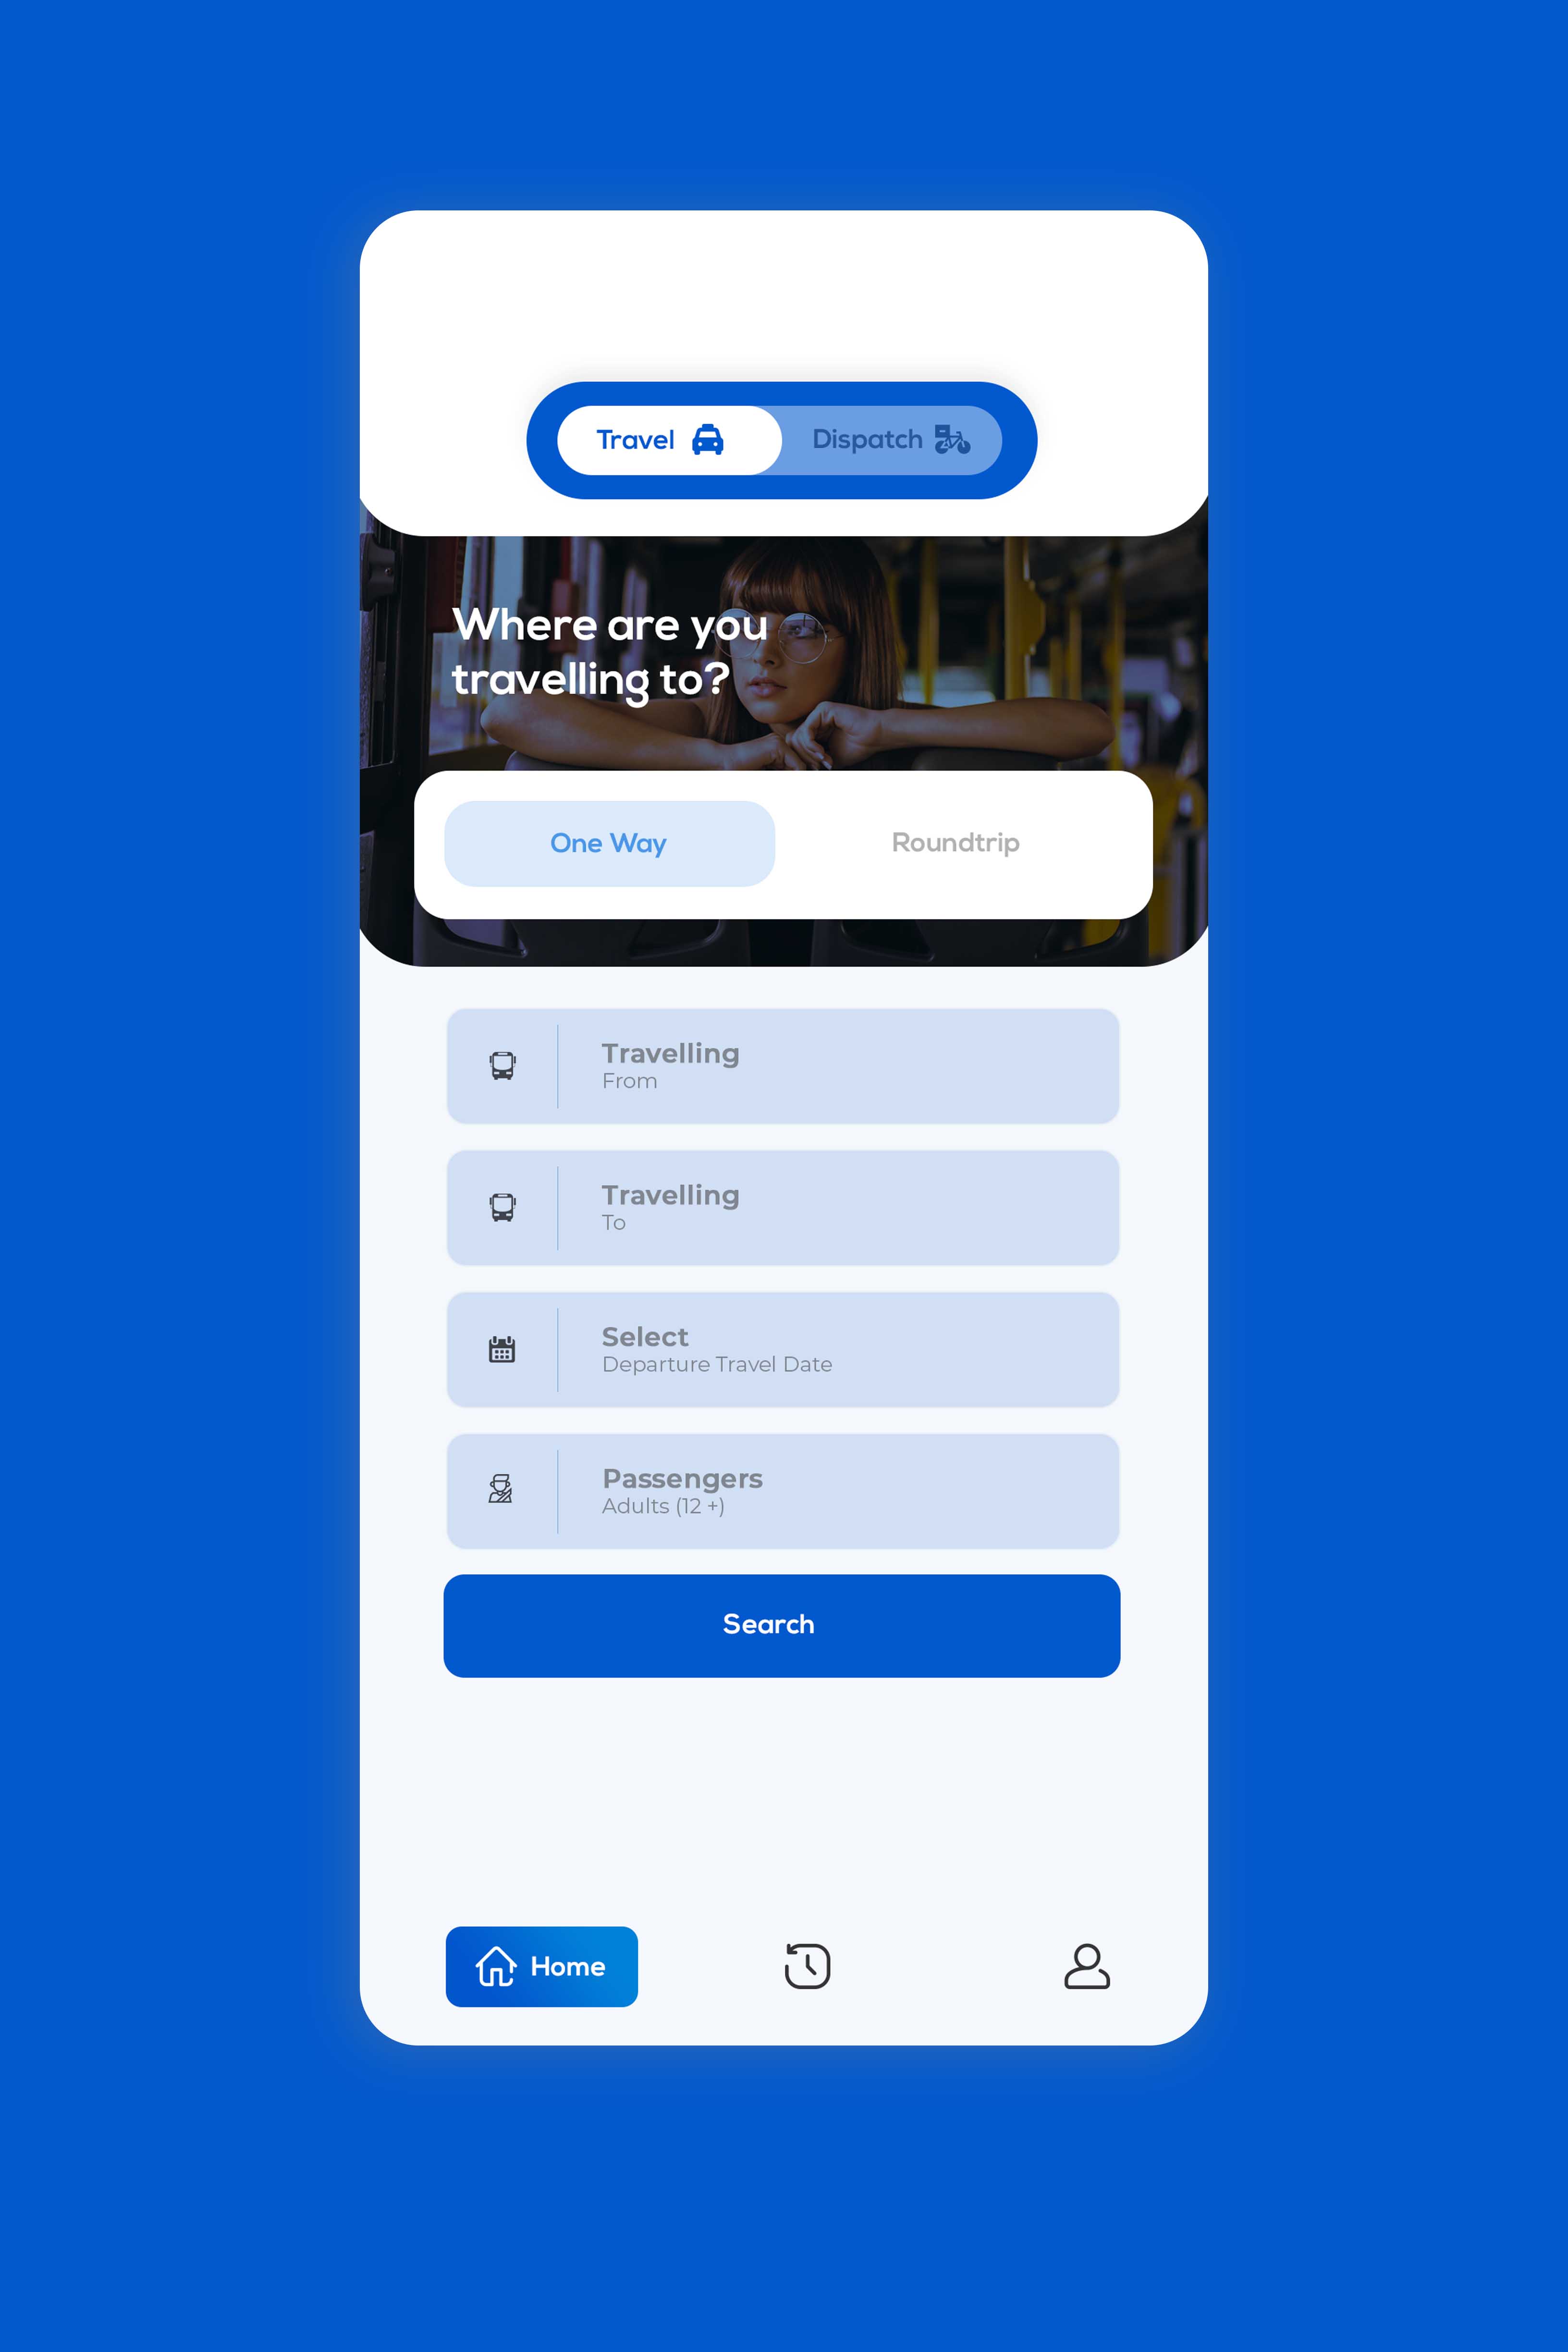 Travel
Dispatch
Where are you
travelling to?
One Way
Roundtrip
Travelling
From
Travelling
To
Select
Departure Travel Date
Passengers
Adults (12 +)
Search
Home